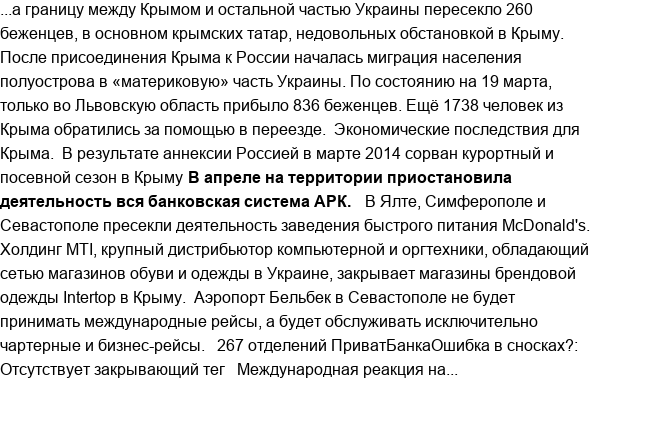 ...а границу между Крымом и остальной частью Украины пересекло 260
беженцев, в основном крымских татар, недовольных обстановкой в Крыму.
После присоединения Крыма к России началась миграция населения
полуострова в «материковую» часть Украины. По состоянию на 19 марта,
только во Львовскую область прибыло 836 беженцев. Ещё 1738 человек из
Крыма обратились за помощью в переезде.  Экономические последствия для
Крыма.  В результате аннексии Россией в марте 2014 сорван курортный и
посевной сезон в Крыму В апреле на территории приостановила
деятельность вся банковская система АРК.   В Ялте, Симферополе и
Севастополе пресекли деятельность заведения быстрого питания McDonald's.
Холдинг MTI, крупный дистрибьютор компьютерной и оргтехники, обладающий
сетью магазинов обуви и одежды в Украине, закрывает магазины брендовой
одежды Intertop в Крыму.  Аэропорт Бельбек в Севастополе не будет
принимать международные рейсы, а будет обслуживать исключительно
чартерные и бизнес-рейсы.   267 отделений ПриватБанкаОшибка в сносках?:
Отсутствует закрывающий тег   Международная реакция на...